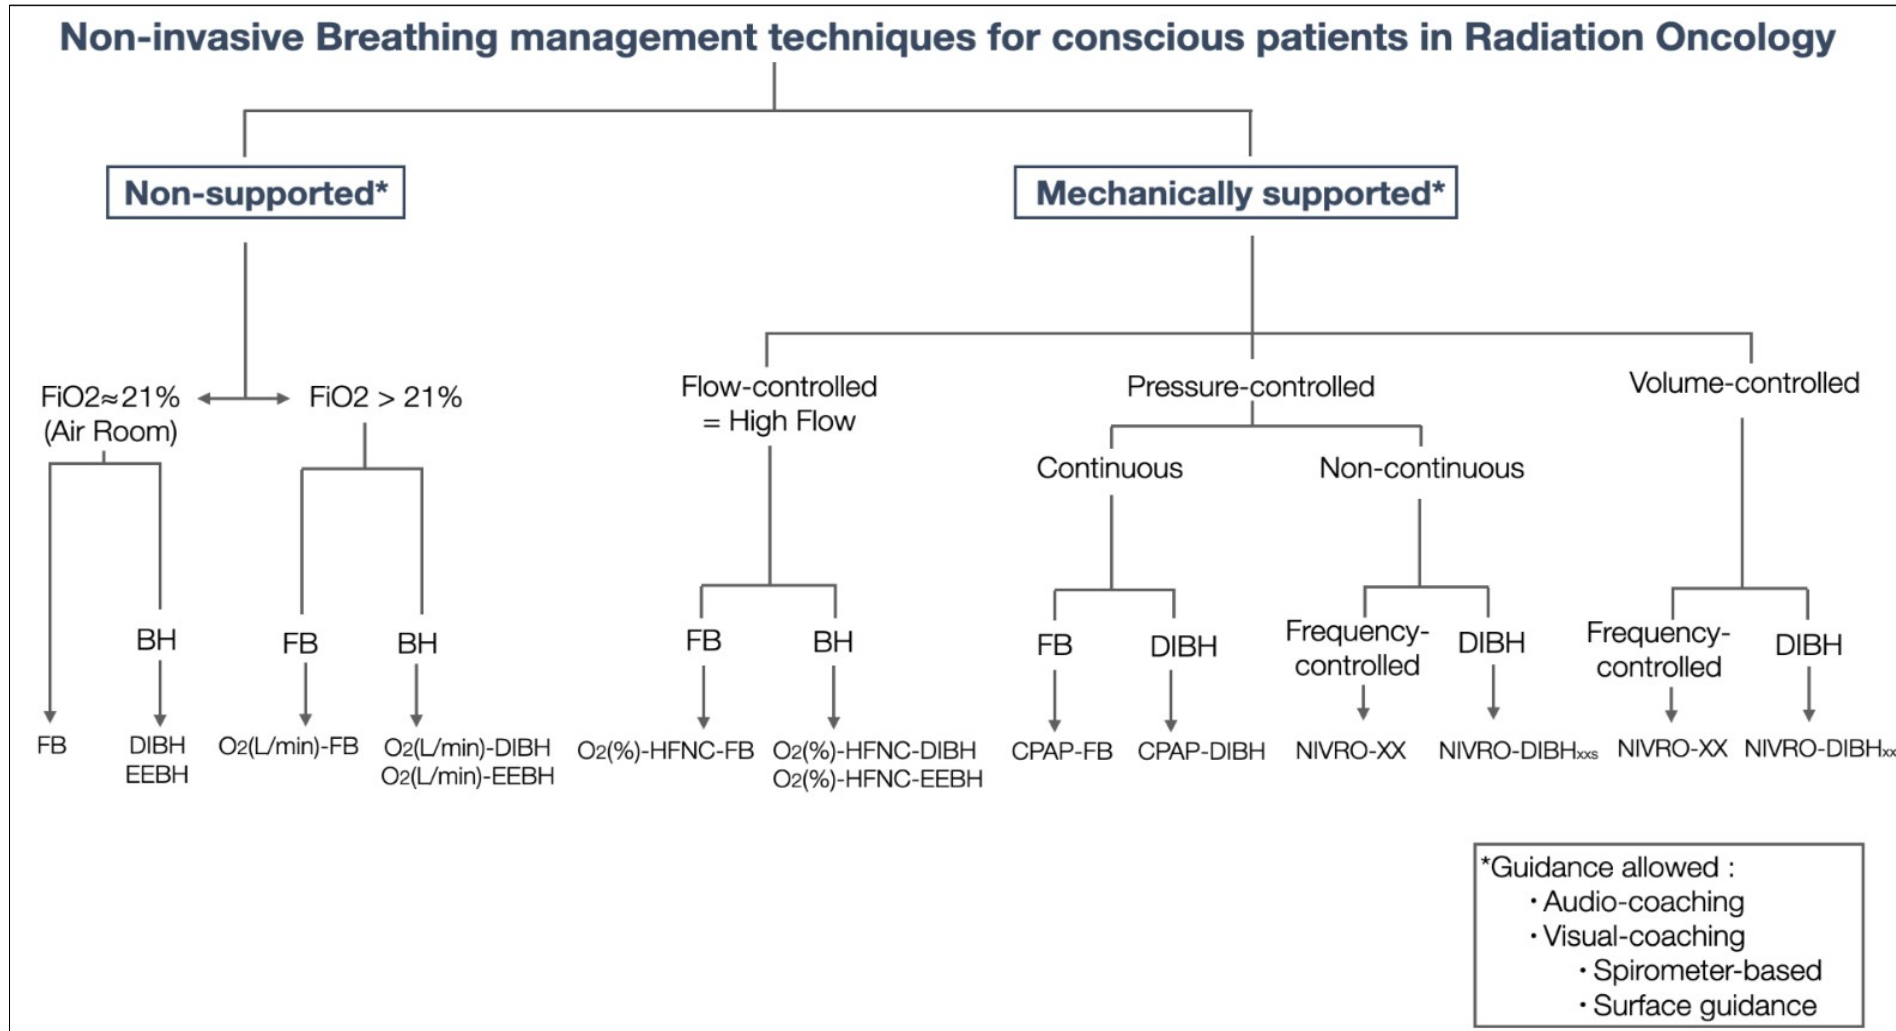 Non-invasive Breathing management techniques for conscious patients in Radiation Oncology
Non-supported*
Mechanically supported*
FiO2≈21%
(Air Room)
FiO2 > 21%
Flow-controlled
= High Flow
Pressure-controlled
Volume-controlled
Continuous
Non-continuous
BH
FB
BH
FB
BH
FB
DIBH
Frequency-
controlled
DIBH
Frequency-
controlled
DIBH
FB
DIBH
EEBH
O2(L/min)-FB
O2(L/min)-DIBH
O2(L/min)-EEBH
O2(%)-HFNC-FB
O2(%)-HFNC-DIBH
O2(%)-HFNC-EEBH
CPAP-FB
CPAP-DIBH
NIVRO-XX
NIVRO-DIBHxxs
NIVRO-XX
NIVRO-DIBHxx
*Guidance allowed :
· Audio-coaching
· Visual-coaching
· Spirometer-based
· Surface guidance